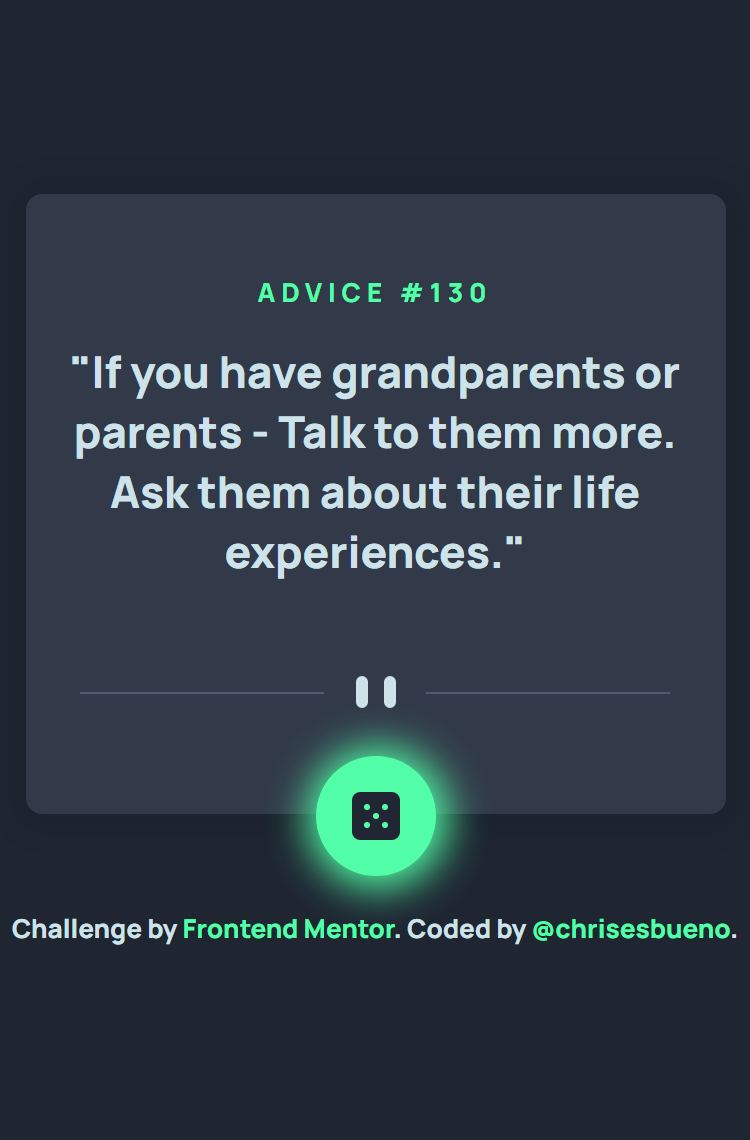 ADVICE #130
"If you have grandparents or
parents - Talk to them more.
Ask them about their life
experiences."
Challenge by Frontend Mentor. Coded by @chrisesbueno.